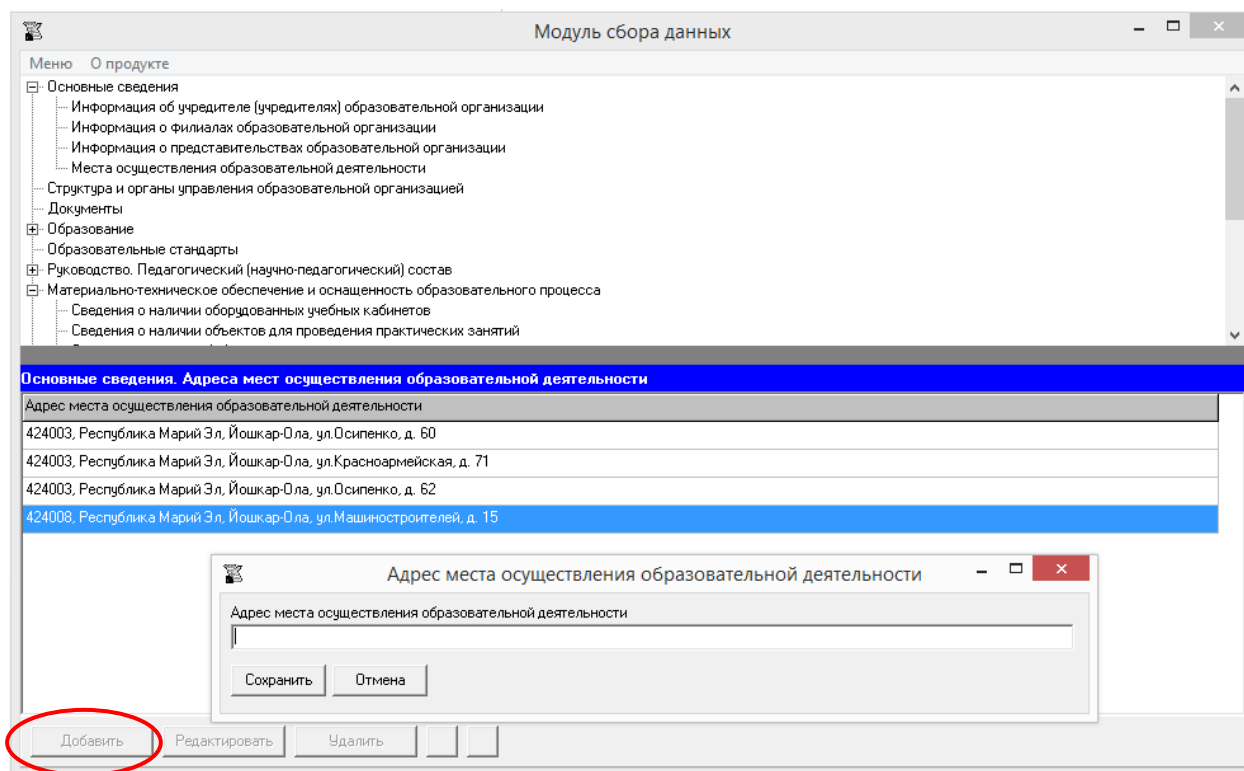 Модуль сбора данных
Меню О продукте
Основные сведения
Информация об учредителе (учредителях) образовательной организации
Информация о филиалах образовательной организации
Информация о представительствах образовательной организации
Места осуществления образовательной деятельности
Структура и органы управления образовательной организацией
Документы
Образование
Образовательные стандарты
Руководство. Педагогический (научно-педагогический) состав
Материально-техническое обеспечение и оснащенность образовательного процесса
Сведения о наличии оборудованных учебных кабинетов
Сведения о наличии объектов для проведения практических занятий
Основные сведения. Адреса мест осуществления образовательной деятельности
Адрес места осуществления образовательной деятельности
424003, Республика Марий Эл, Йошкар-Ола, ул.Осипенко, д. 60
424003, Республика Марий Эл, Йошкар-Ола, ул.Красноармейская, д. 71
424003, Республика Марий Эл, Йошкар-Ола, ул.Осипенко, д. 62
424008, Республика Марий Эл, Йошкар-Ола, ул.Машиностроителей, д. 15
Адрес места осуществления образовательной деятельности
Адрес места осуществления образовательной деятельности
Сохранить Отмена
Добавить Редактировать Удалить